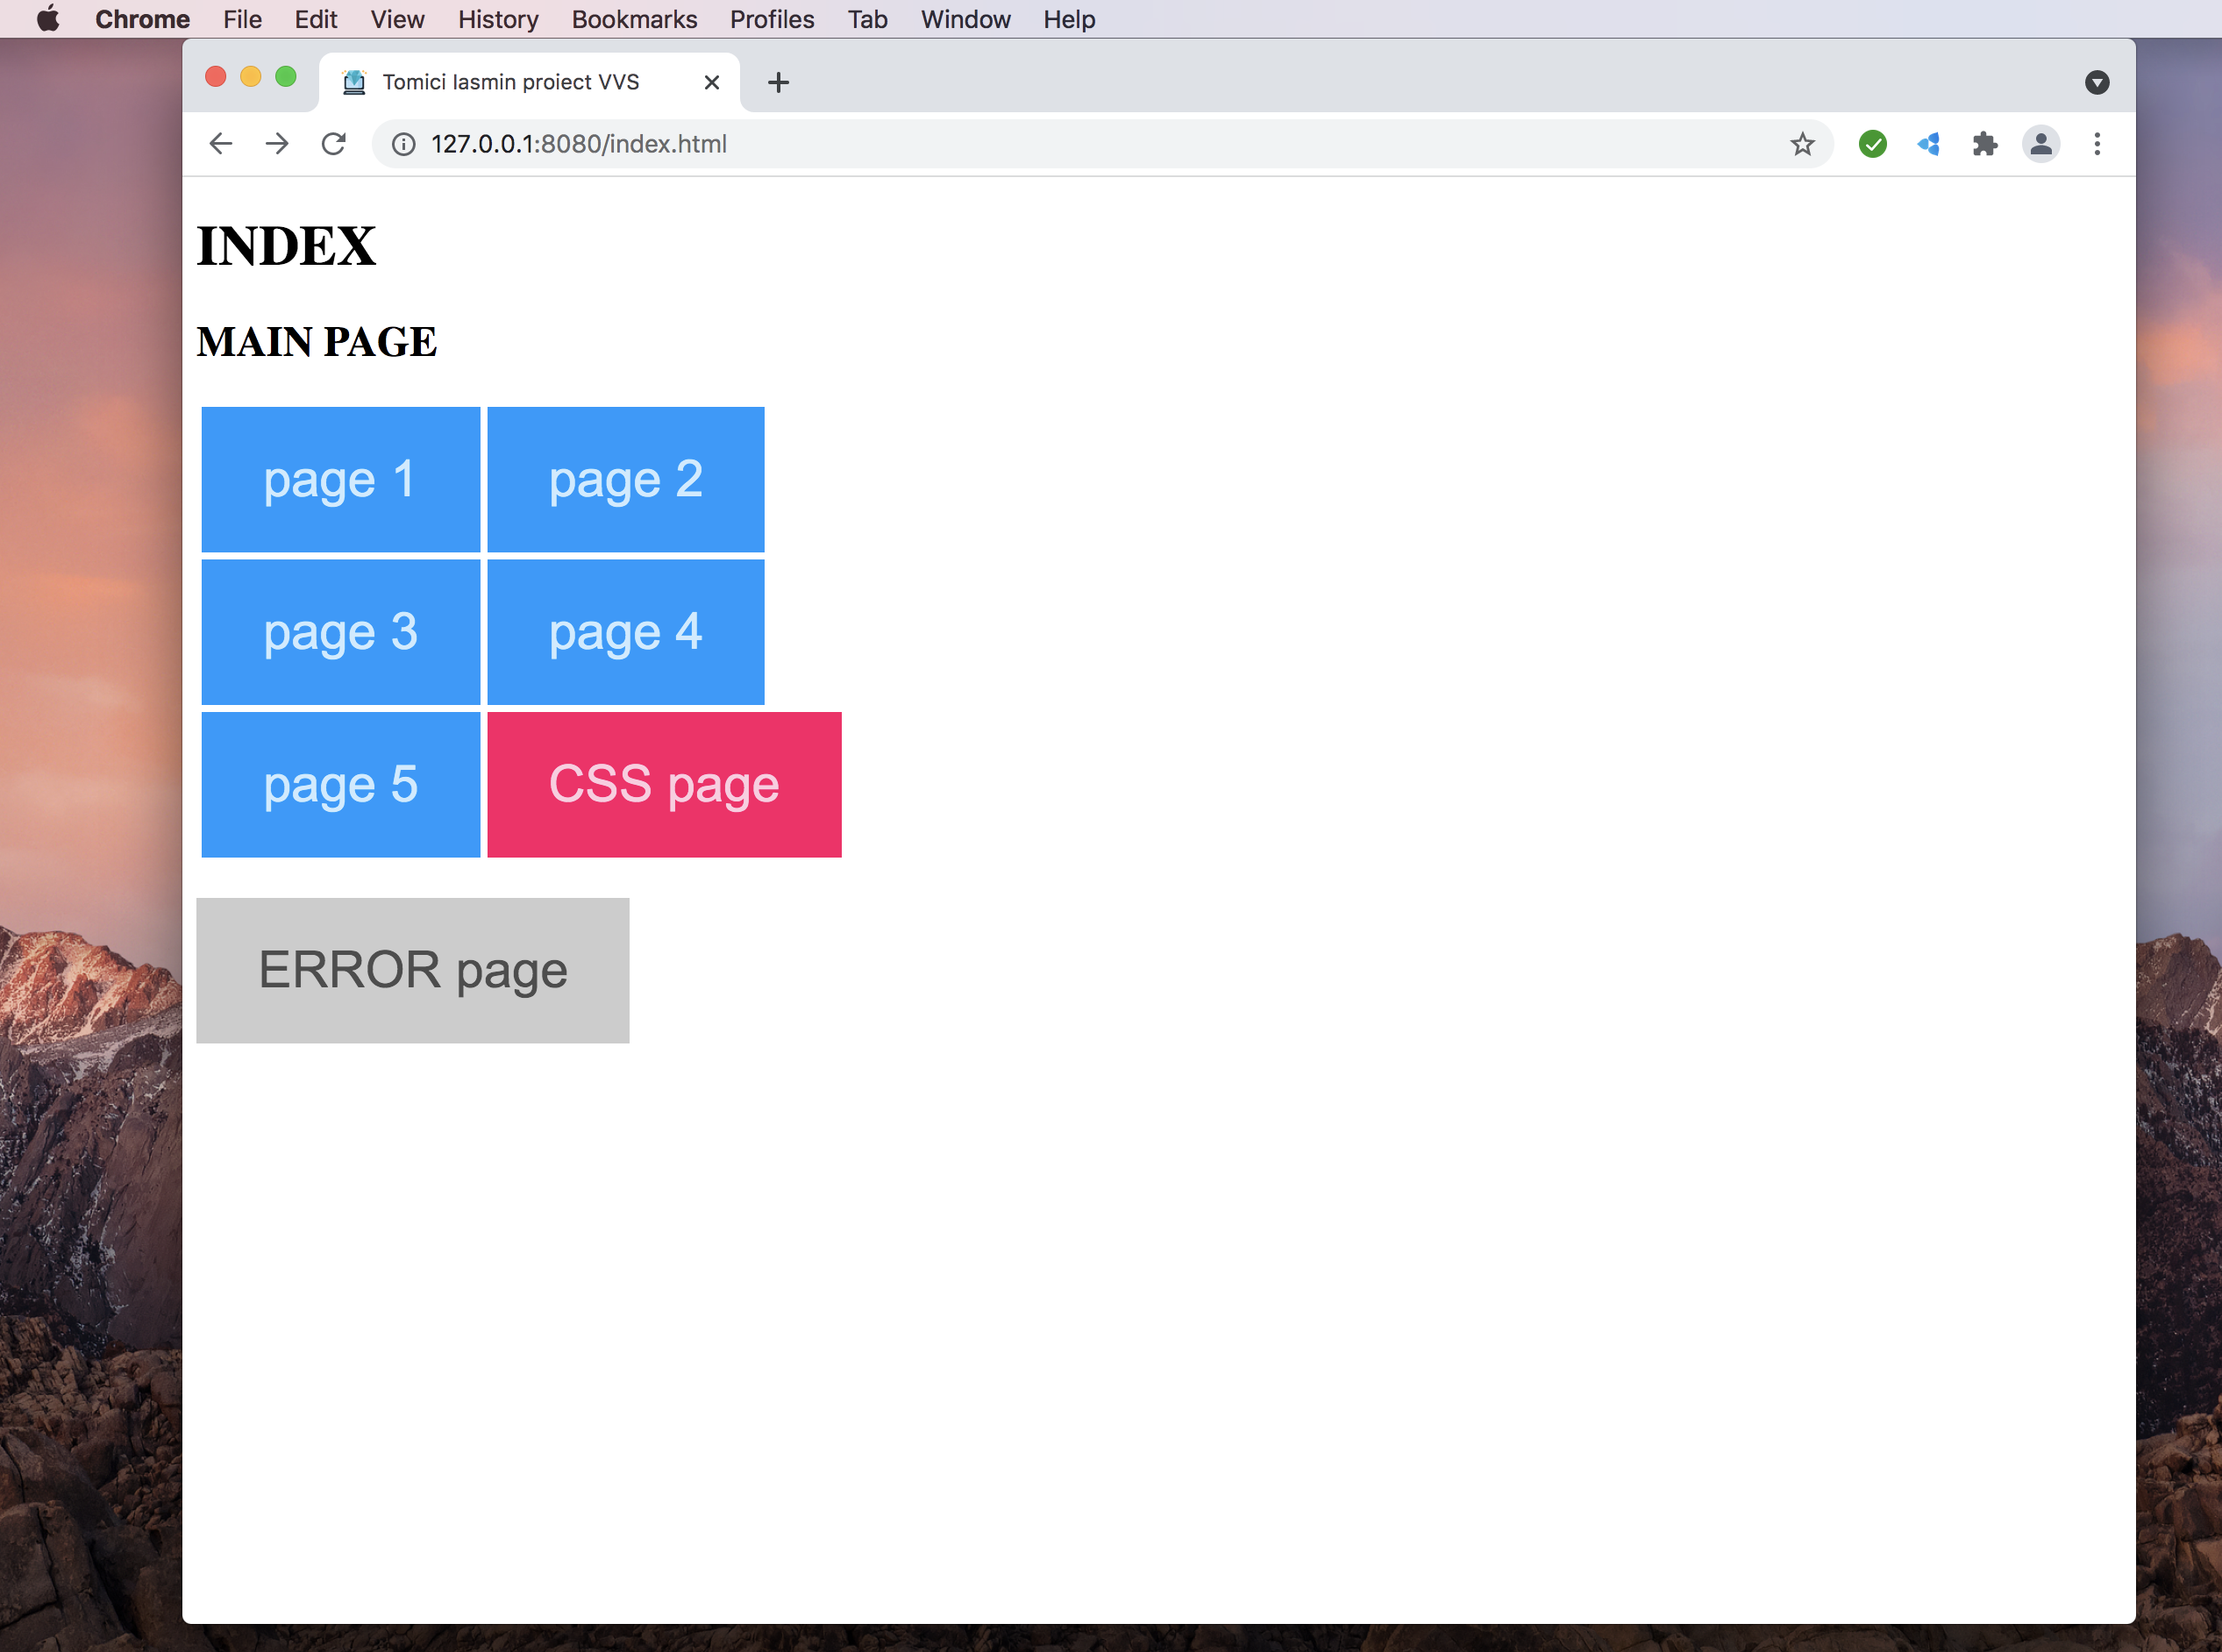 Chrome File Edit View History Bookmarks Profiles Tab Window Help
Tomici Iasmin proiect VVS
127.0.0.1:8080/index.html
INDEX
MAIN PAGE
page 1 page 2
page 3 page 4
page 5 CSS page
ERROR page